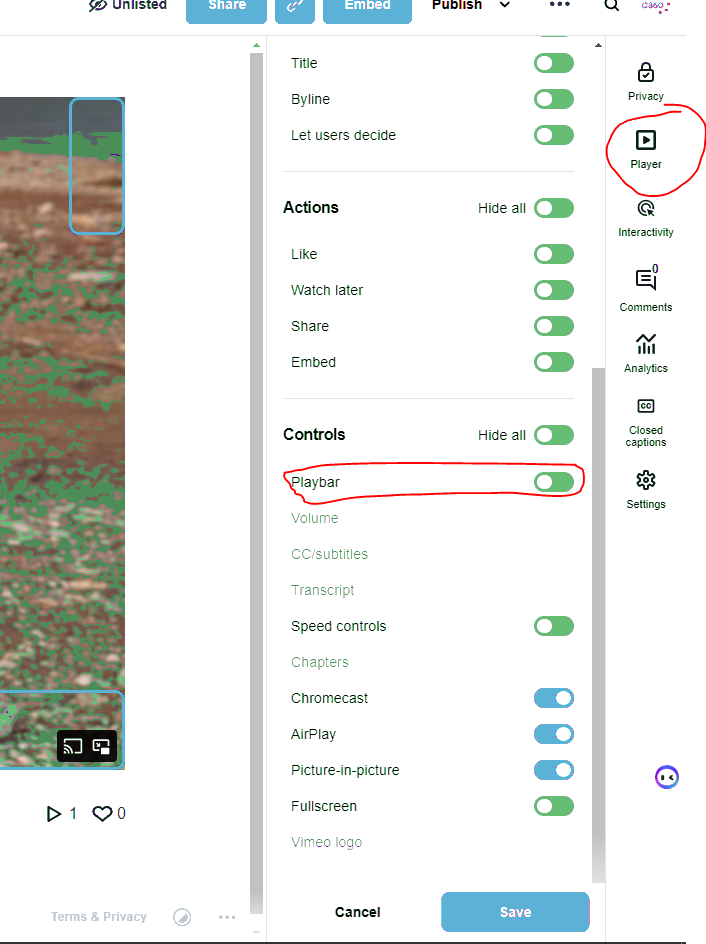 Unlisted
Share
Embed
Publish
C360
Title
Byline
Let users decide
Actions
Hide all
Like
Watch later
Share
Embed
Controls
Hide all
Playbar
Volume
CC/subtitles
Transcript
Speed controls
Chapters
Chromecast
AirPlay
Picture-in-picture
Fullscreen
Vimeo logo
Cancel
Save
Privacy
Player
Interactivity
0
Comments
Analytics
CC
Closed
captions
Settings
1
0
Terms & Privacy